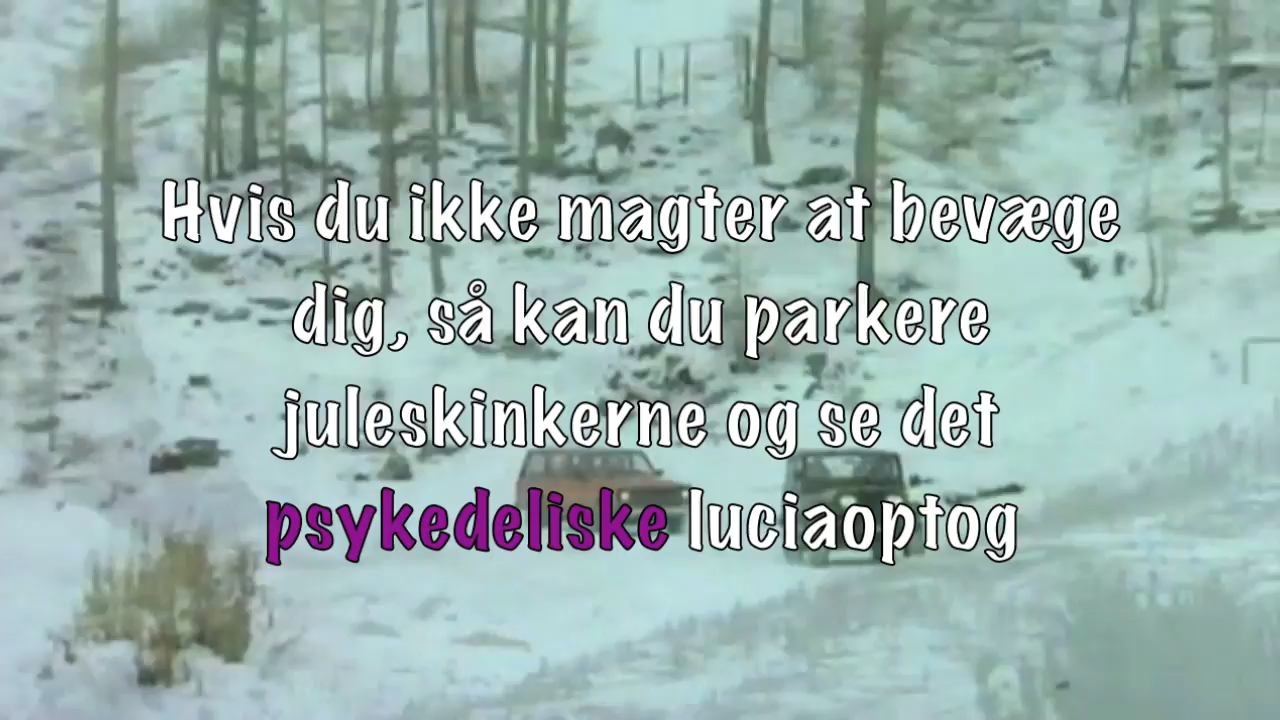 Hvis du ikke magter at bevæge
dig, så kan du parkere
juleskinkerne og se det
psykedeliske luciaoptog